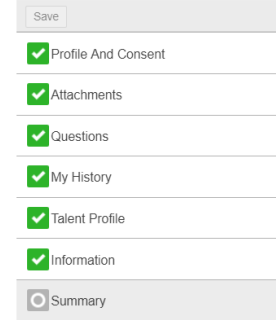 Save
Profile And Consent
Attachments
Questions
My History
Talent Profile
Information
Summary